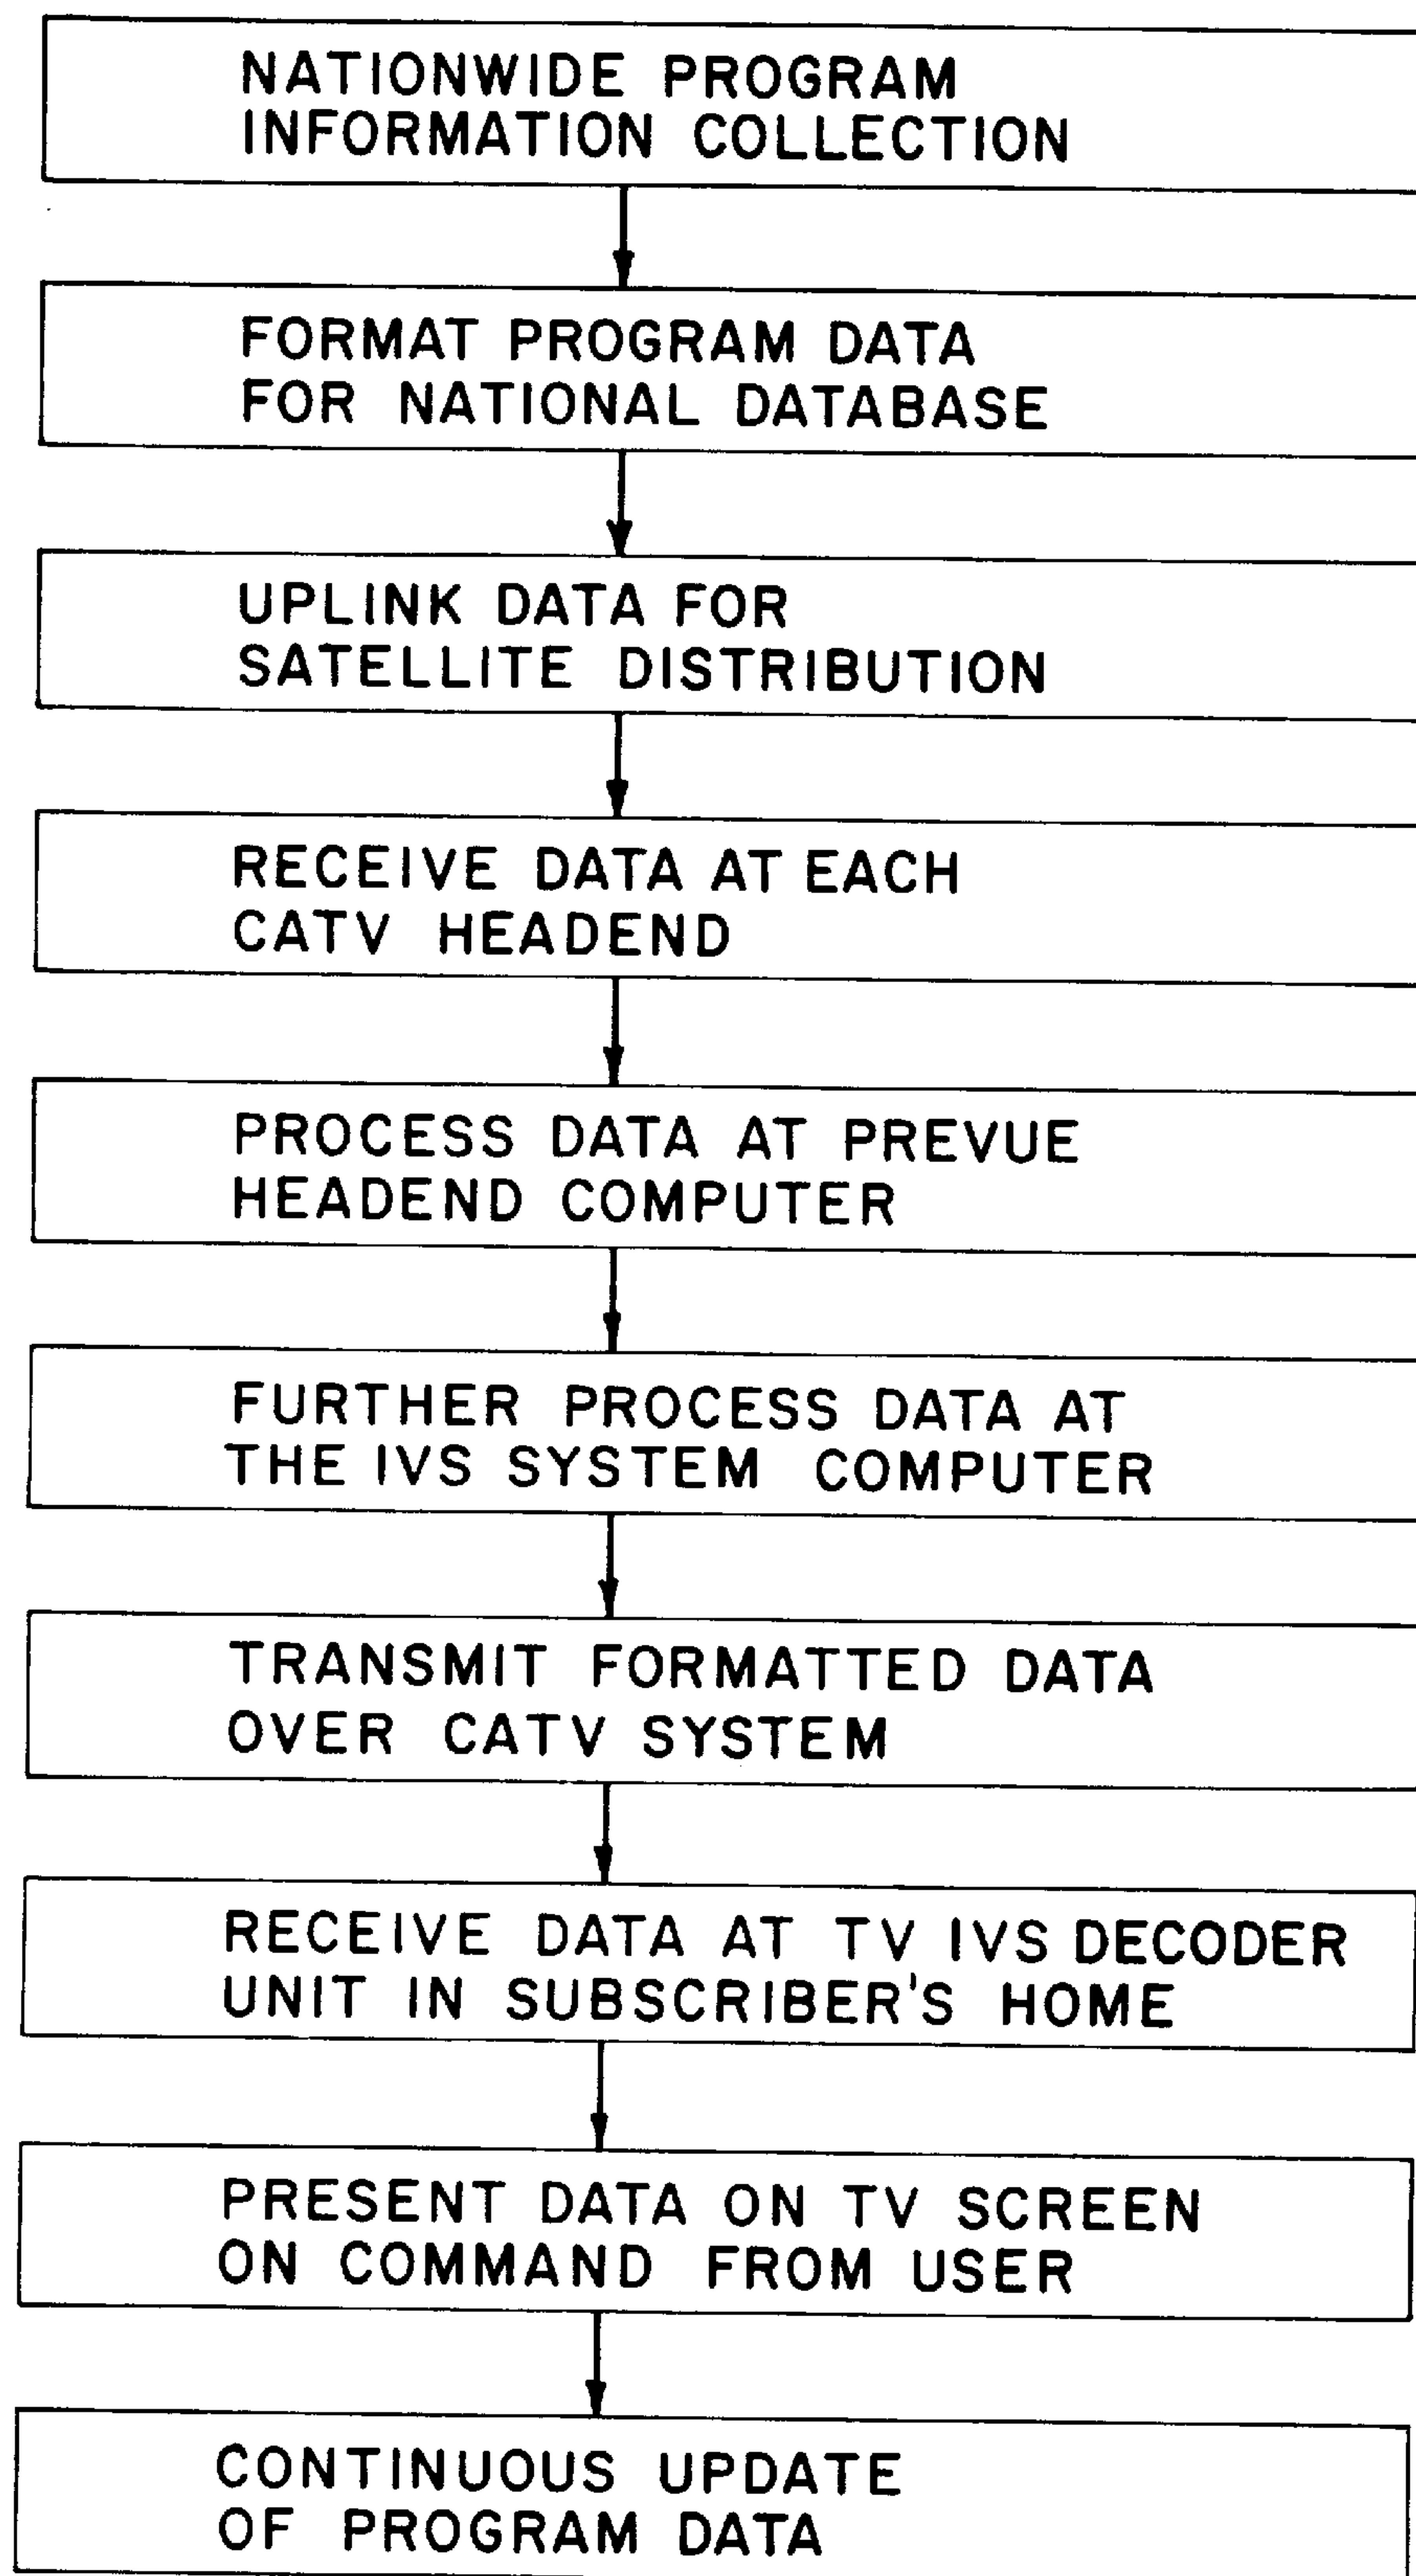 NATIONWIDE PROGRAM
INFORMATION COLLECTION
FORMAT PROGRAM DATA
FOR NATIONAL DATABASE
UPLINK DATA FOR
SATELLITE DISTRIBUTION
RECEIVE DATA AT EACH
CATV HEADEND
PROCESS DATA AT PREVUE
HEADEND COMPUTER
FURTHER PROCESS DATA AT
THE IVS SYSTEM COMPUTER
TRANSMIT FORMATTED DATA
OVER CATV SYSTEM
RECEIVE DATA AT TV IVS DECODER
UNIT IN SUBSCRIBER'S HOME
PRESENT DATA ON TV SCREEN
ON COMMAND FROM USER
CONTINUOUS UPDATE
OF PROGRAM DATA